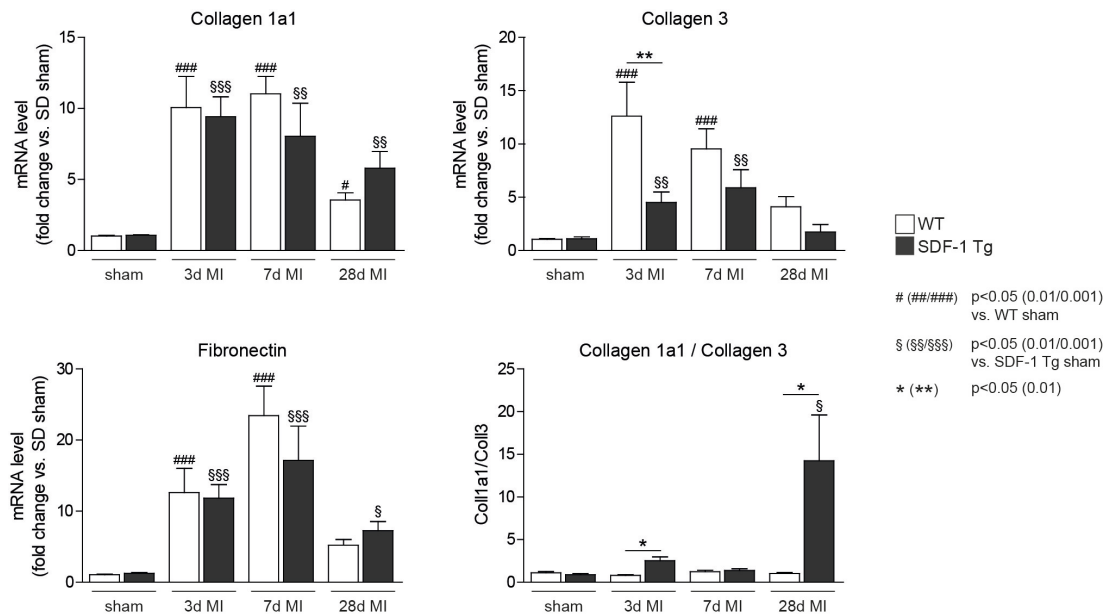 Collagen 1a1
mRNA level
(fold change vs. SD sham)
15
10
5
0
###
§§§
###
§§
#
§§
sham
3d MI
7d MI
28d MI
Collagen 3
mRNA level
(fold change vs. SD sham)
20
15
10
5
0
**
###
§§
###
§§
sham
3d MI
7d MI
28d MI
WT
SDF-1 Tg
# (##/###) p<0.05 (0.01/0.001)
vs. WT sham
§ (§§/§§§) p<0.05 (0.01/0.001)
vs. SDF-1 Tg sham
* (**) p<0.05 (0.01)
Fibronectin
mRNA level
(fold change vs. SD sham)
30
20
10
0
###
§§§
###
§§§
§
sham
3d MI
7d MI
28d MI
Collagen 1a1 / Collagen 3
Coll1a1/Coll3
25
20
15
10
5
0
*
*
§
sham
3d MI
7d MI
28d MI